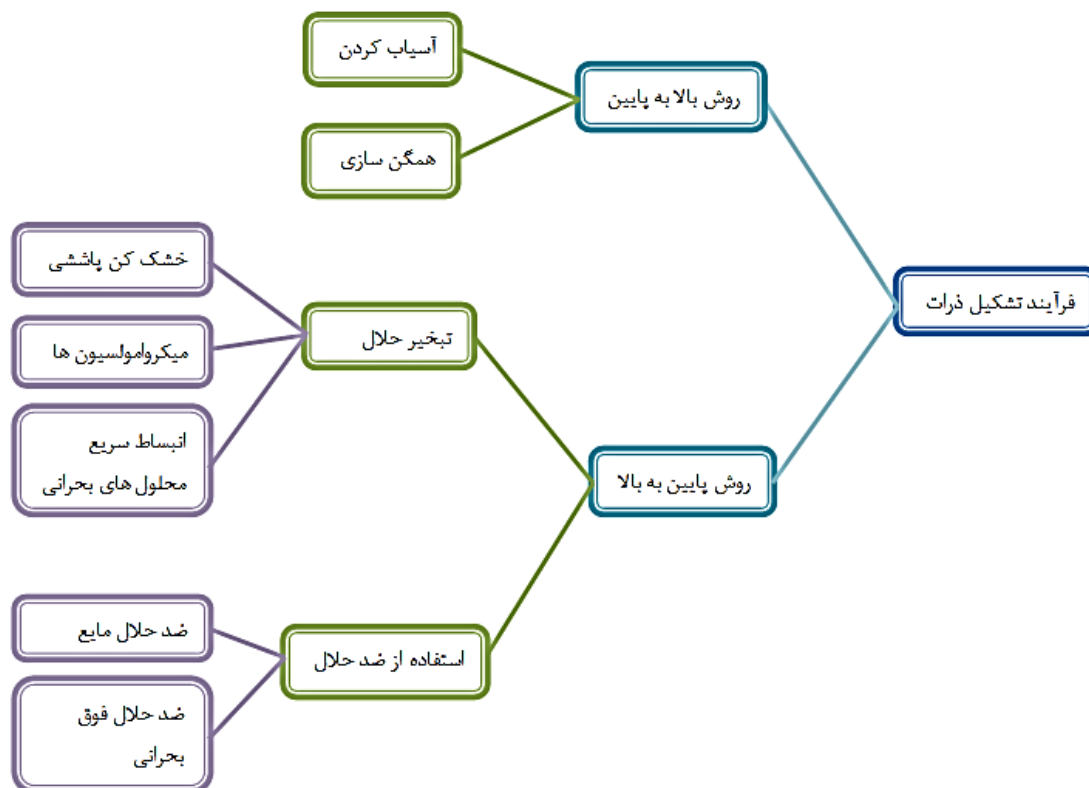 فرآیند تشکیل ذرات
روش بالا به پایین
آسیاب کردن
همگن سازی
روش پایین به بالا
تبخیر حلال
خشک کن پاششی
میکروامولسیون ها
انبساط سریع
محلول های بحرانی
استفاده از ضد حلال
ضد حلال مایع
ضد حلال فوق
بحرانی